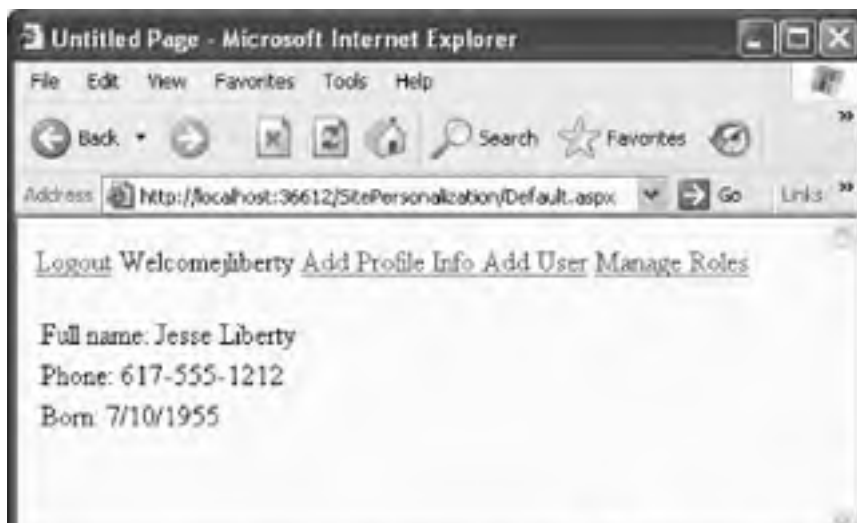 Untitled Page - Microsoft Internet Explorer
File Edit View Favorites Tools Help
Back Search Favorites »
Address http://localhost:36612/SitePersonalization/Default.aspx Go Links »
Logout Welcomejliberty Add Profile Info Add User Manage Roles
Full name: Jesse Liberty
Phone: 617-555-1212
Born: 7/10/1955